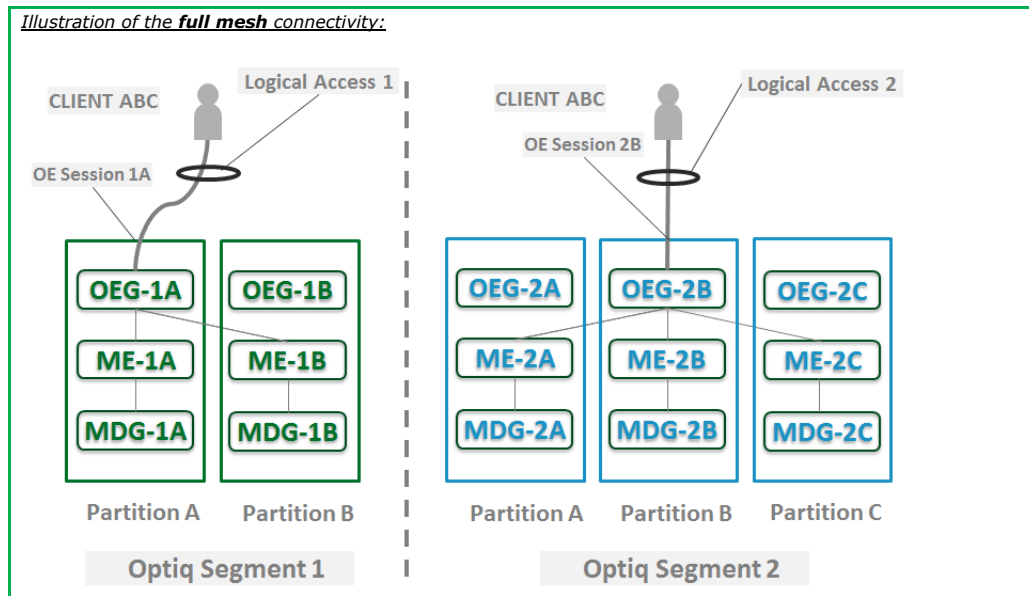 Illustration of the full mesh connectivity:
CLIENT ABC
Logical Access 1
OE Session 1A
OEG-1A
OEG-1B
ME-1A
ME-1B
MDG-1A
MDG-1B
Partition A
Partition B
Optiq Segment 1
CLIENT ABC
Logical Access 2
OE Session 2B
OEG-2A
OEG-2B
OEG-2C
ME-2A
ME-2B
ME-2C
MDG-2A
MDG-2B
MDG-2C
Partition A
Partition B
Partition C
Optiq Segment 2